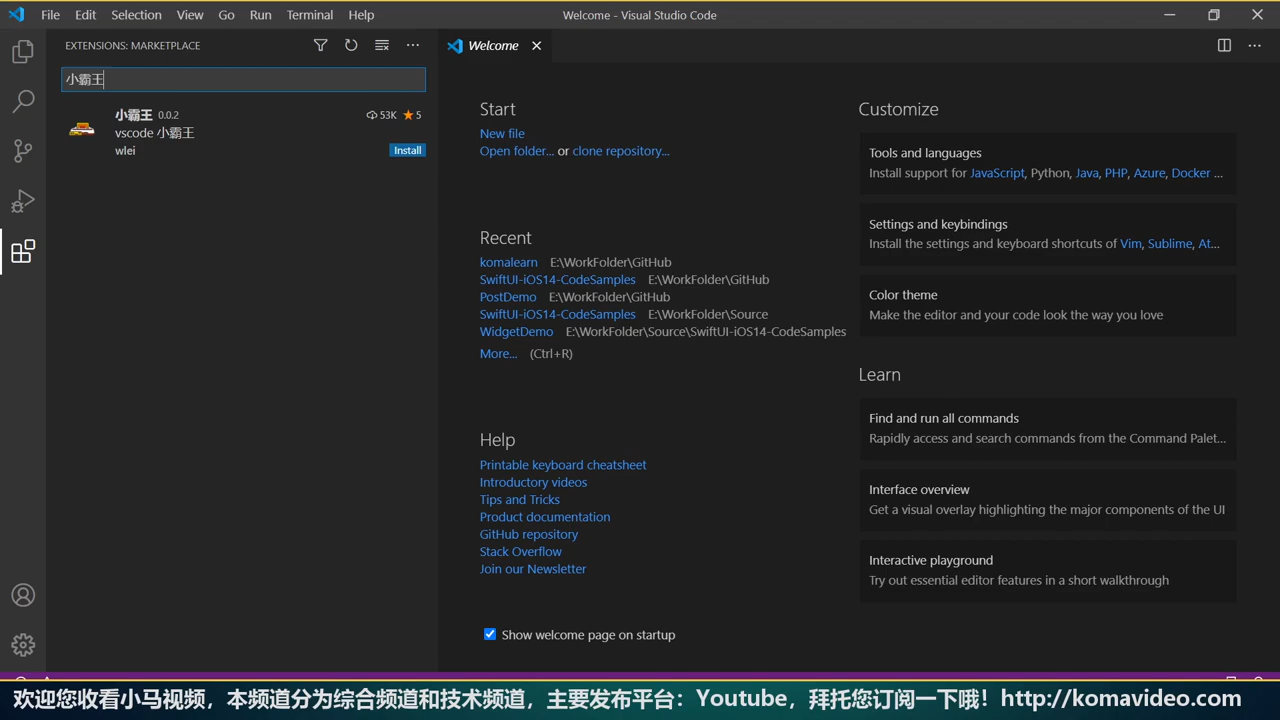 File Edit Selection View Go Run Terminal Help
Welcome - Visual Studio Code
EXTENSIONS: MARKETPLACE
小霸王
小霸王 0.0.2 53K 5
vscode 小霸王
wlei
Install
Welcome
Start
New file
Open folder... or clone repository...
Recent
komalearn E:\WorkFolder\GitHub
SwiftUI-iOS14-CodeSamples E:\WorkFolder\GitHub
PostDemo E:\WorkFolder\GitHub
SwiftUI-iOS14-CodeSamples E:\WorkFolder\Source
WidgetDemo E:\WorkFolder\Source\SwiftUI-iOS14-CodeSamples
More... (Ctrl+R)
Help
Printable keyboard cheatsheet
Introductory videos
Tips and Tricks
Product documentation
GitHub repository
Stack Overflow
Join our Newsletter
Show welcome page on startup
Customize
Tools and languages
Install support for JavaScript, Python, Java, PHP, Azure, Docker ...
Settings and keybindings
Install the settings and keyboard shortcuts of Vim, Sublime, At...
Color theme
Make the editor and your code look the way you love
Learn
Find and run all commands
Rapidly access and search commands from the Command Palet...
Interface overview
Get a visual overlay highlighting the major components of the UI
Interactive playground
Try out essential editor features in a short walkthrough
欢迎您收看小马视频，本频道分为综合频道和技术频道，主要发布平台：Youtube，拜托您订阅一下哦！http://komavideo.com